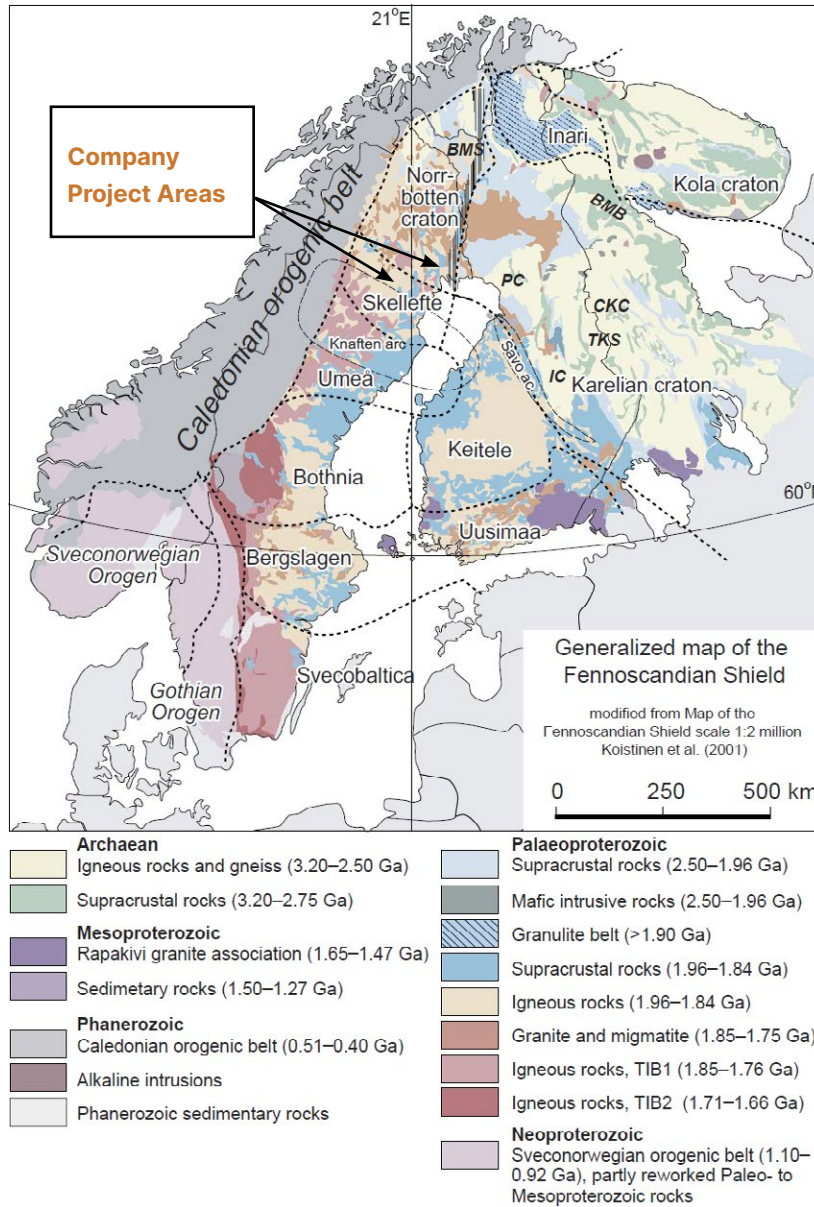 21°E
Company
Project Areas
Caledonian orogenic belt
BMS
Norr-
botten
craton
Inari
Kola craton
BMB
Skellefte
PC
CKC
TKS
Knaften arc
Savo ac.
Umeå
IC
Karelian craton
Keitele
Bothnia
60°
Uusimaa
Sveconorwegian
Orogen
Bergslagen
Svecobaltica
Gothian
Orogen
Generalized map of the
Fennoscandian Shield
modified from Map of the
Fennoscandian Shield scale 1:2 million
Koistinen et al. (2001)
0 250 500 km
Archaean
Igneous rocks and gneiss (3.20–2.50 Ga)
Supracrustal rocks (3.20–2.75 Ga)
Mesoproterozoic
Rapakivi granite association (1.65–1.47 Ga)
Sedimetary rocks (1.50–1.27 Ga)
Phanerozoic
Caledonian orogenic belt (0.51–0.40 Ga)
Alkaline intrusions
Phanerozoic sedimentary rocks
Palaeoproterozoic
Supracrustal rocks (2.50–1.96 Ga)
Mafic intrusive rocks (2.50–1.96 Ga)
Granulite belt (>1.90 Ga)
Supracrustal rocks (1.96–1.84 Ga)
Igneous rocks (1.96–1.84 Ga)
Granite and migmatite (1.85–1.75 Ga)
Igneous rocks, TIB1 (1.85–1.76 Ga)
Igneous rocks, TIB2 (1.71–1.66 Ga)
Neoproterozoic
Sveconorwegian orogenic belt (1.10–
0.92 Ga), partly reworked Paleo- to
Mesoproterozoic rocks